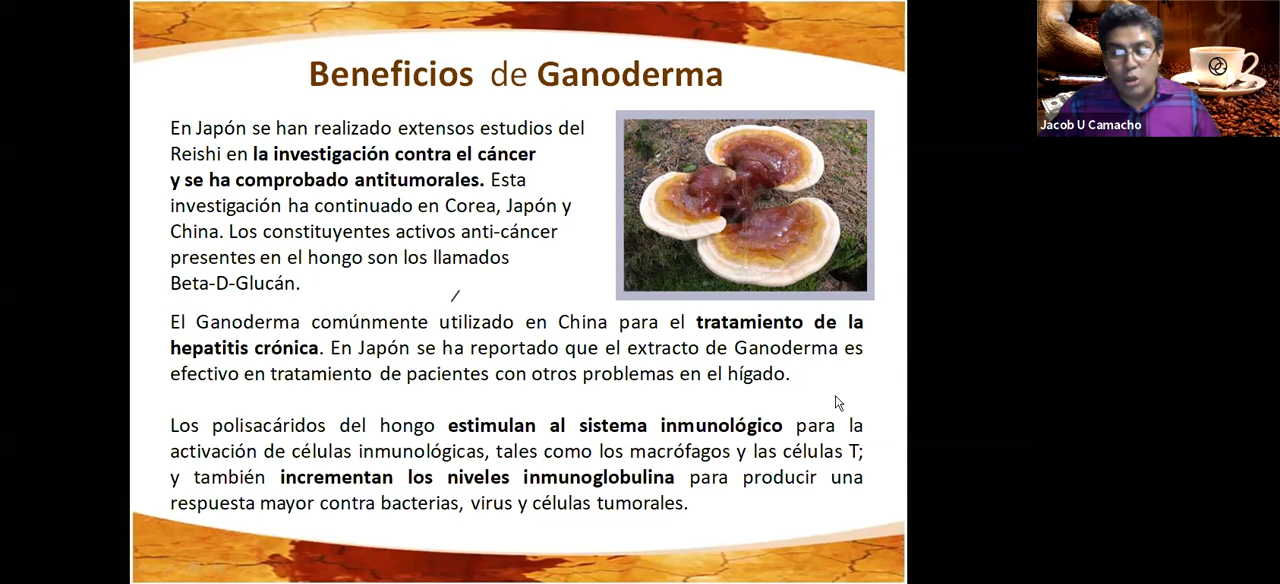 Beneficios de Ganoderma
En Japón se han realizado extensos estudios del
Reishi en la investigación contra el cáncer
y se ha comprobado antitumorales. Esta
investigación ha continuado en Corea, Japón y
China. Los constituyentes activos anti-cáncer
presentes en el hongo son los llamados
Beta-D-Glucán.
El Ganoderma comúnmente utilizado en China para el tratamiento de la
hepatitis crónica. En Japón se ha reportado que el extracto de Ganoderma es
efectivo en tratamiento de pacientes con otros problemas en el hígado.
Los polisacáridos del hongo estimulan al sistema inmunológico para la
activación de células inmunológicas, tales como los macrófagos y las células T;
y también incrementan los niveles inmunoglobulina para producir una
respuesta mayor contra bacterias, virus y células tumorales.
Jacob U Camacho